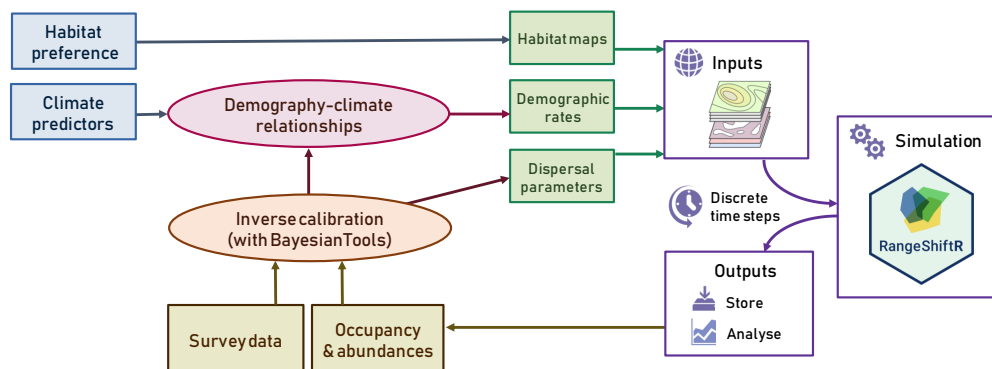 Habitat
preference
Climate
predictors
Demography-climate
relationships
Inverse calibration
(with BayesianTools)
Survey data
Occupancy
& abundances
Habitat maps
Demographic
rates
Dispersal
parameters
Inputs
Discrete
time steps
Simulation
RangeShiftR
Outputs
Store
Analyse